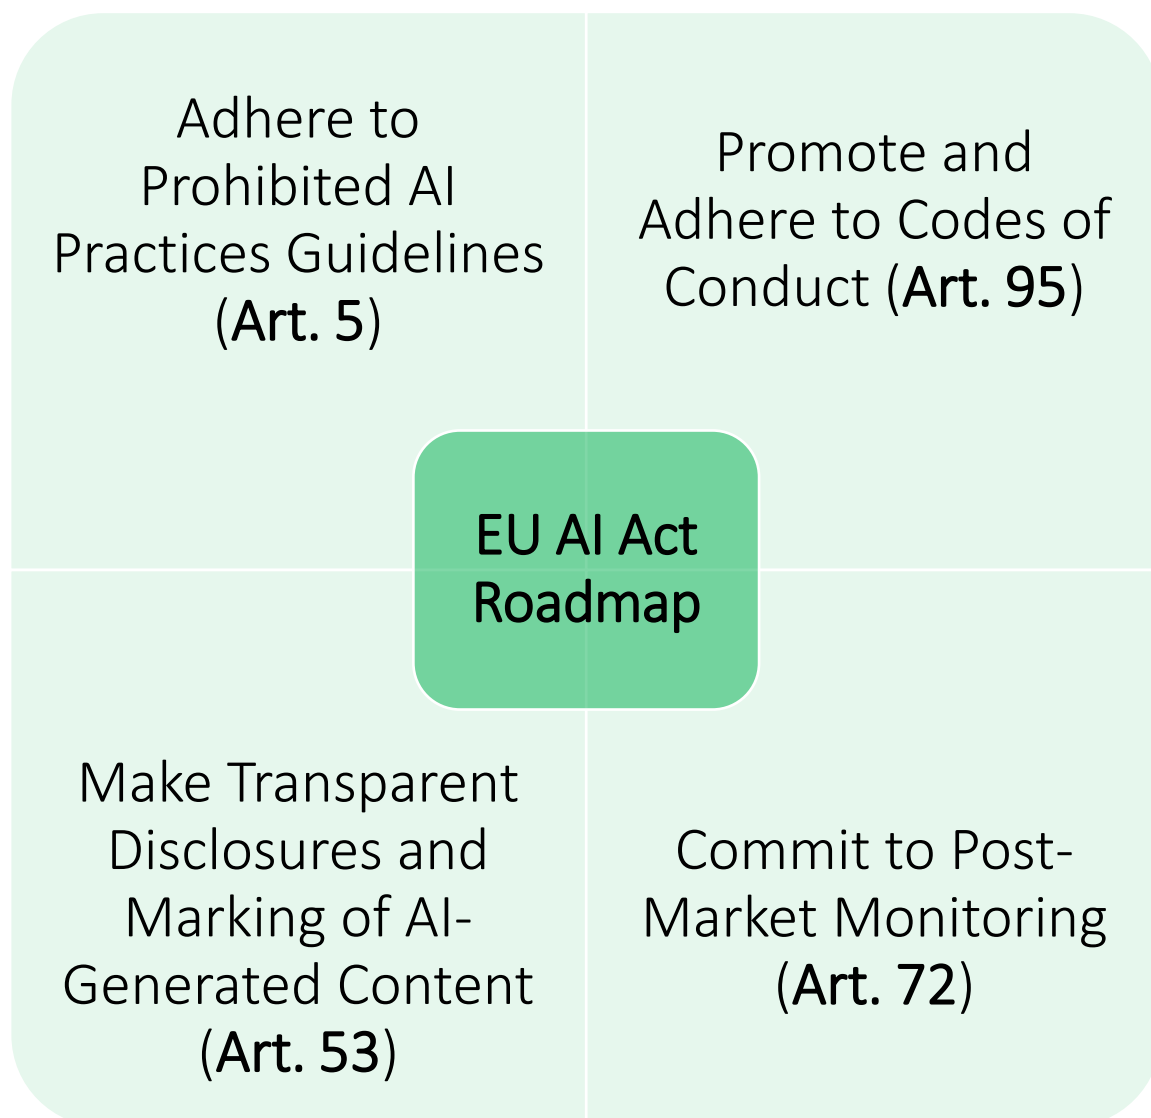 Adhere to
Prohibited AI
Practices Guidelines
(Art. 5)
Promote and
Adhere to Codes of
Conduct (Art. 95)
EU AI Act
Roadmap
Make Transparent
Disclosures and
Marking of AI-
Generated Content
(Art. 53)
Commit to Post-
Market Monitoring
(Art. 72)